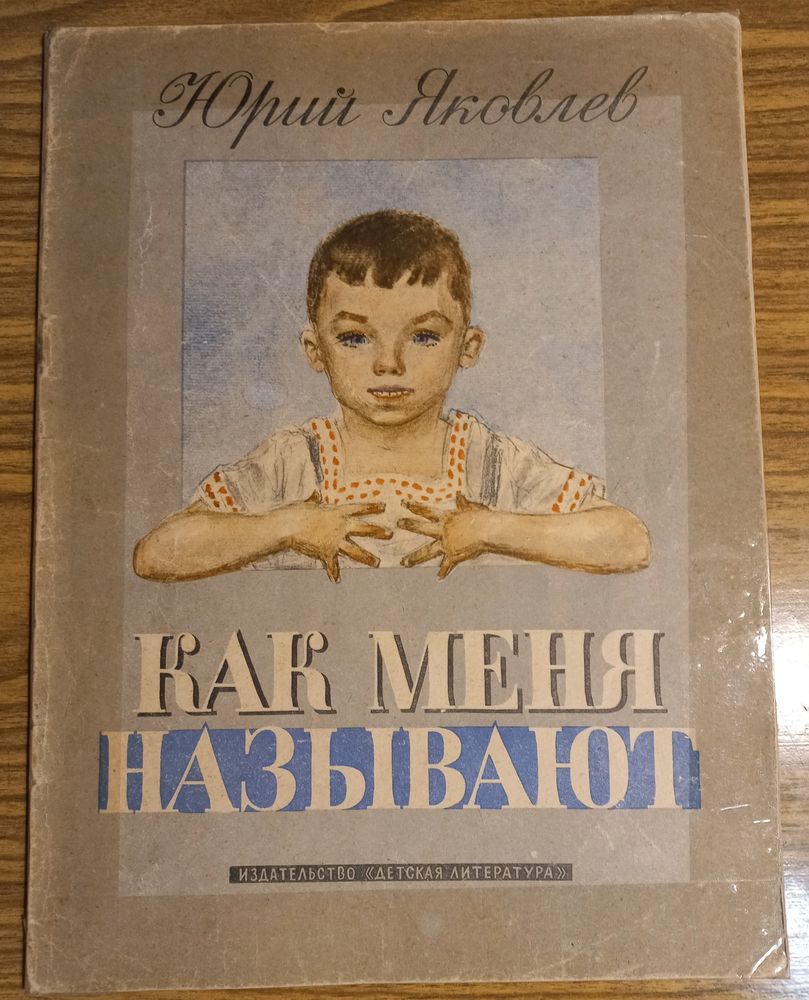 Юрий Яковлев
КАК МЕНЯ
НАЗЫВАЮТ
ИЗДАТЕЛЬСТВО «ДЕТСКАЯ ЛИТЕРАТУРА»